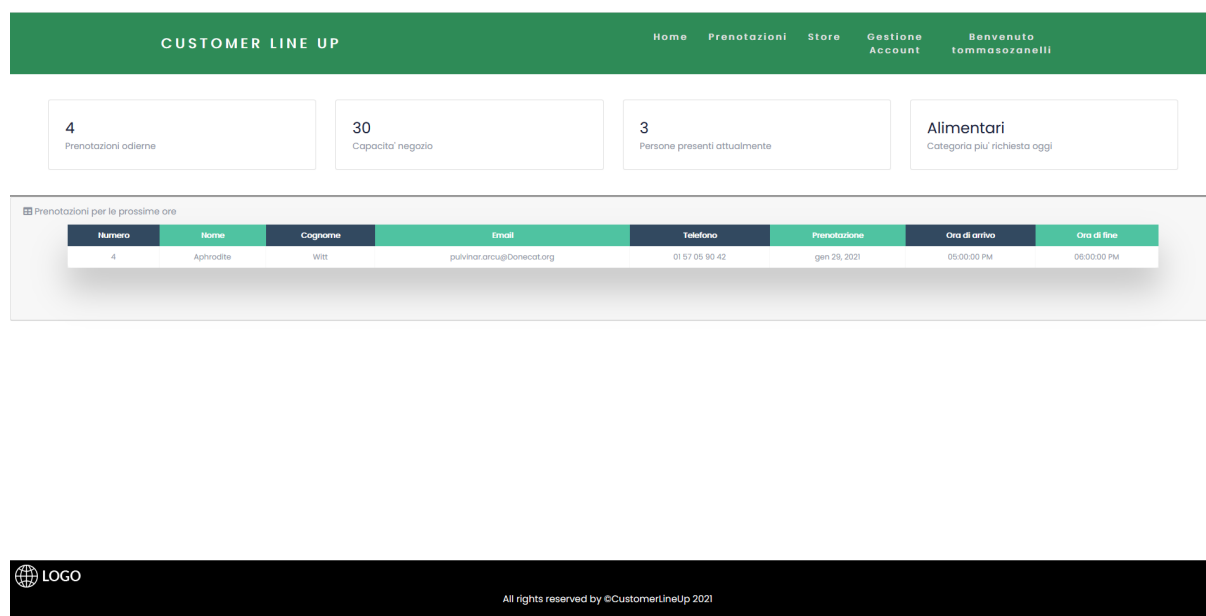 CUSTOMER LINE UP
Home Prenotazioni Store Gestione Account Benvenuto tommasozanelli
4
Prenotazioni odierne
30
Capacita' negozio
3
Persone presenti attualmente
Alimentari
Categoria piu' richiesta oggi
Prenotazioni per le prossime ore
Numero Nome Cognome Email Telefono Prenotazione Ora di arrivo Ora di fine
4 Aphrodite Witt pulvinar.arcu@Donecat.org 01 57 05 90 42 gen 29, 2021 05:00:00 PM 06:00:00 PM
LOGO
All rights reserved by ©CustomerLineUp 2021